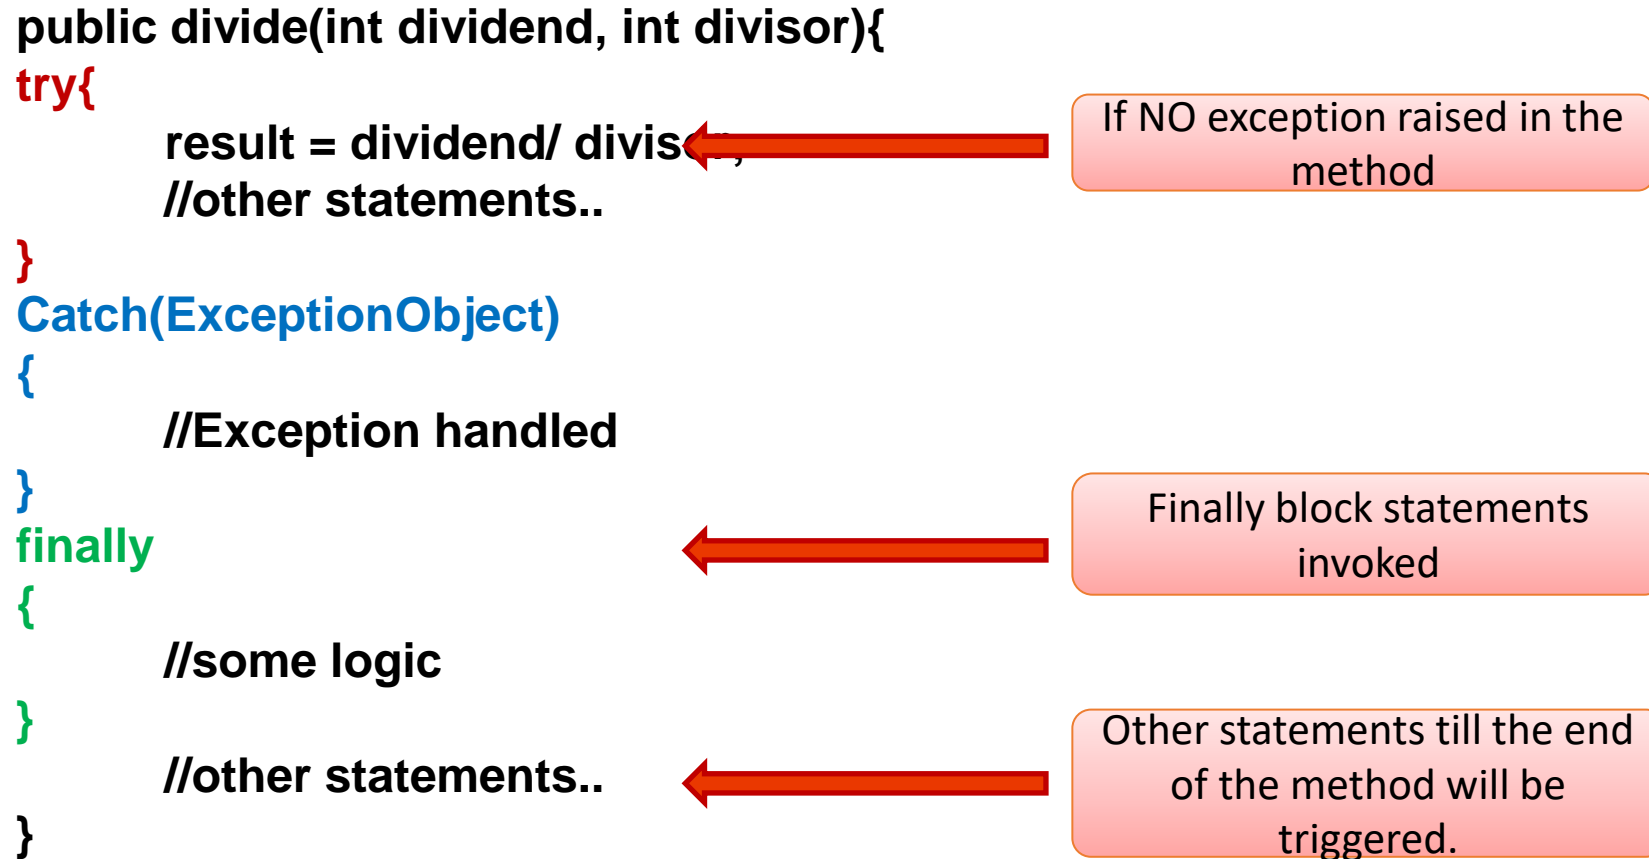 public divide(int dividend, int divisor){
try{
result = dividend/ divisor;
//other statements..
}
Catch(ExceptionObject)
{
//Exception handled
}
finally
{
//some logic
}
//other statements..
}
If NO exception raised in the
method
Finally block statements
invoked
Other statements till the end
of the method will be
triggered.